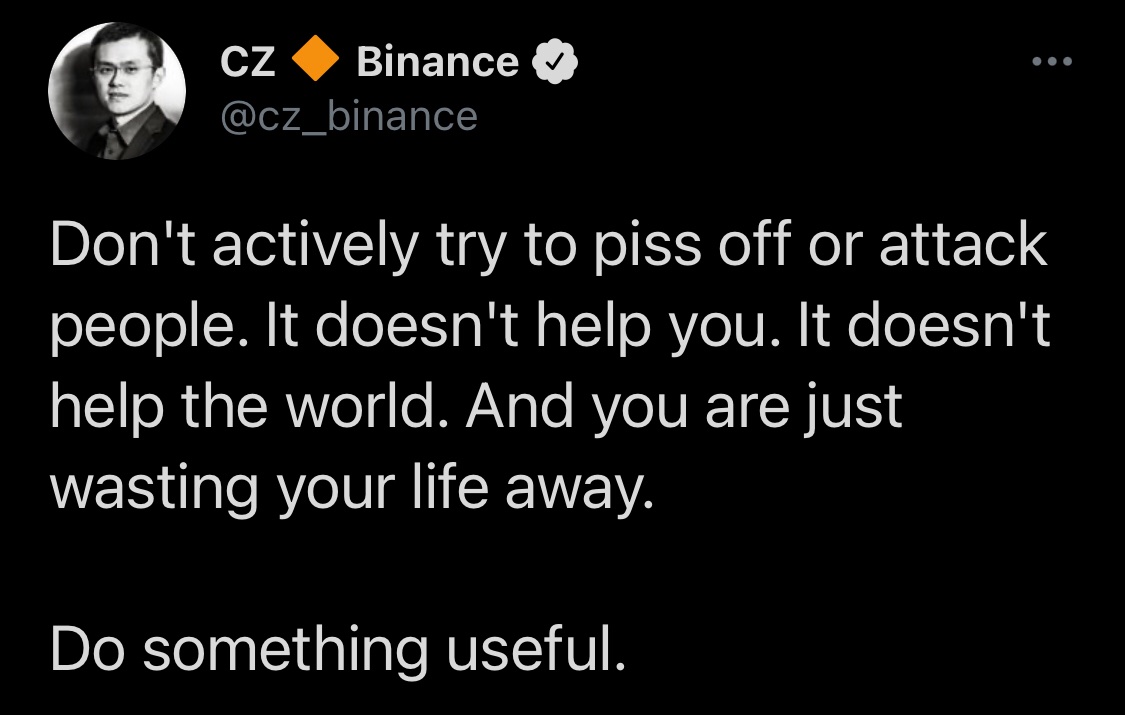 CZ 🔶 Binance
@cz_binance
Don't actively try to piss off or attack
people. It doesn't help you. It doesn't
help the world. And you are just
wasting your life away.
Do something useful.